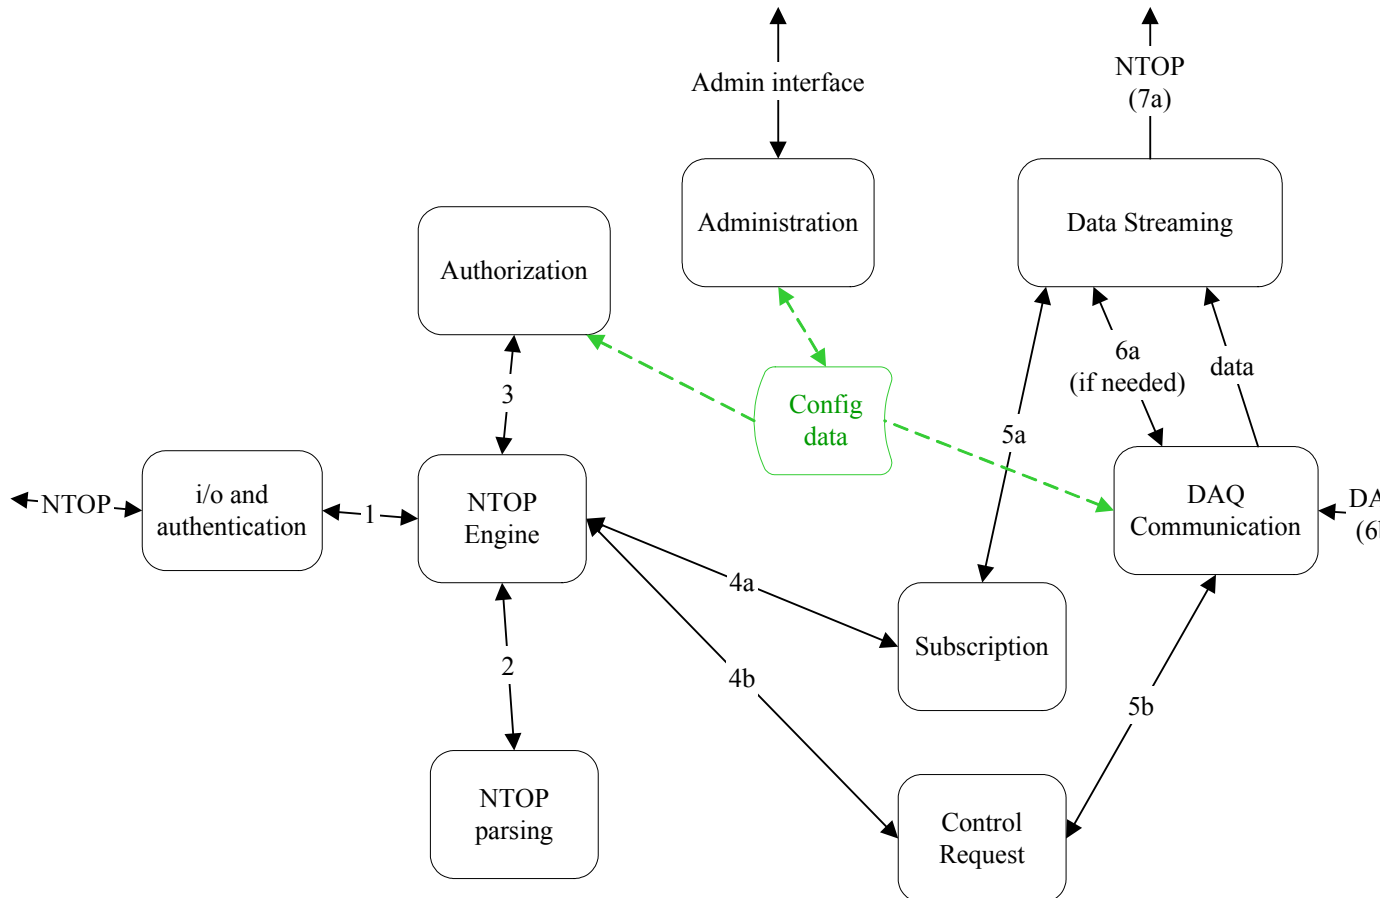 NTOP
(7a)
Admin interface
Administration
Data Streaming
Authorization
6a
(if needed)
data
3
Config
data
5a
NTOP
i/o and
authentication
1
NTOP
Engine
DAQ
Communication
4a
Subscription
2
4b
5b
NTOP
parsing
Control
Request